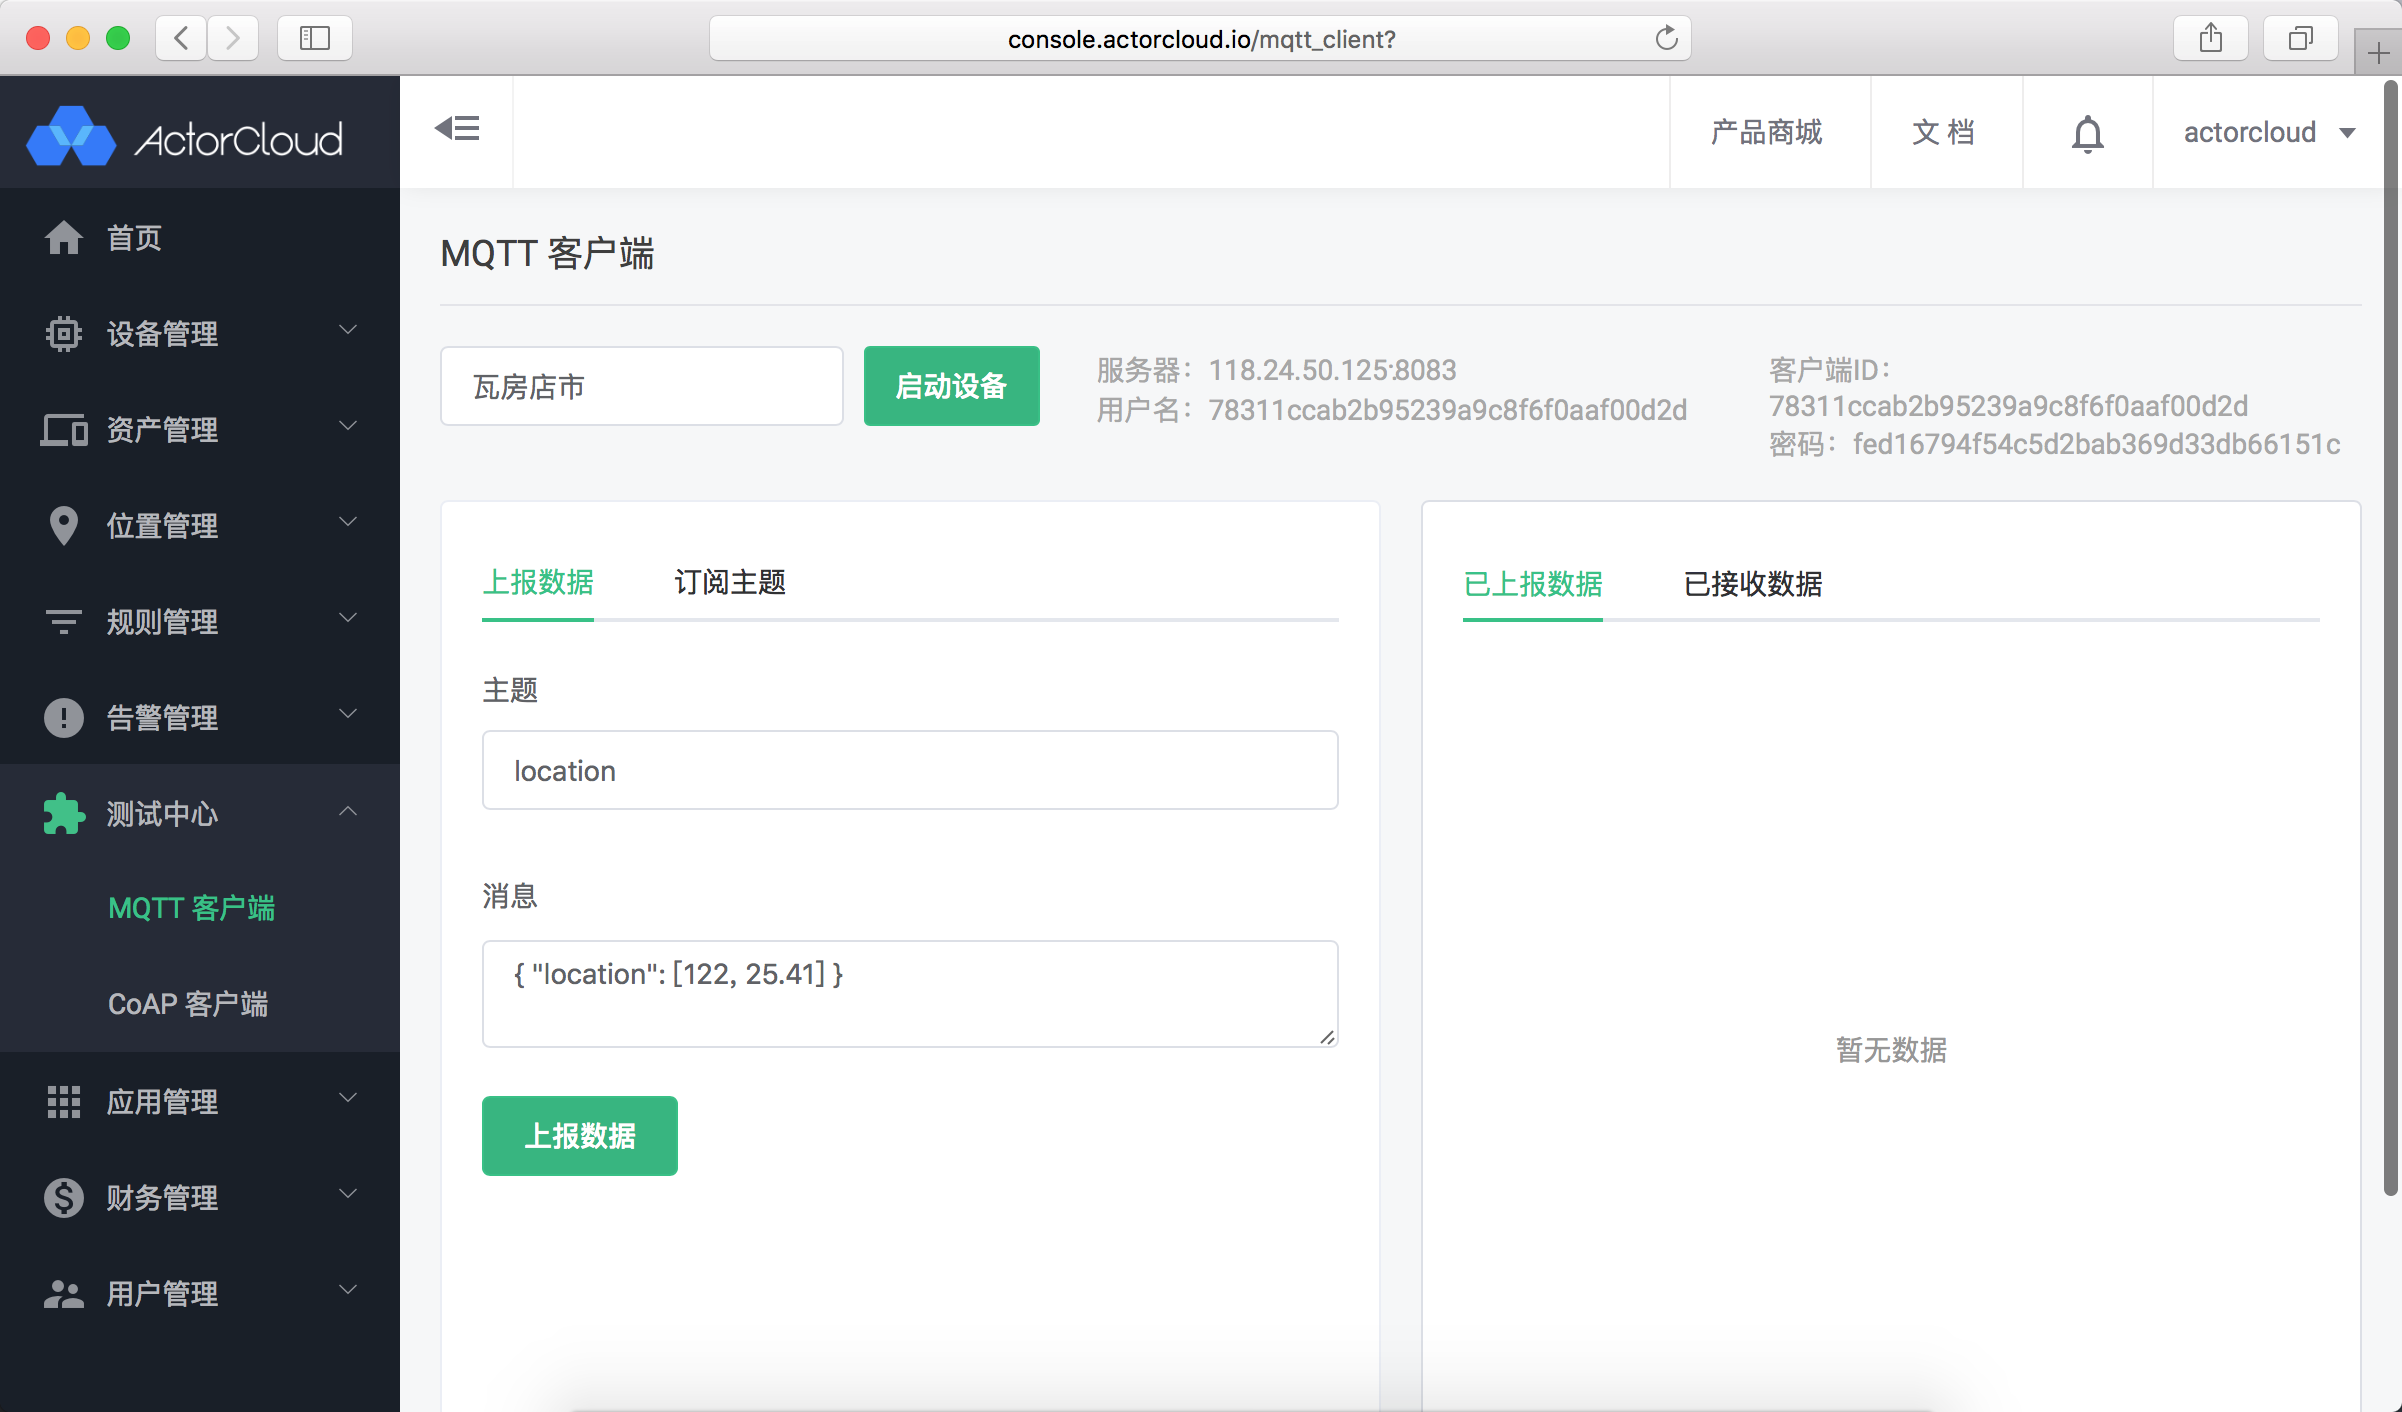 console.actorcloud.io/mqtt_client?
ActorCloud
产品商城
文 档
actorcloud
首页
设备管理
资产管理
位置管理
规则管理
告警管理
测试中心
MQTT 客户端
CoAP 客户端
应用管理
财务管理
用户管理
MQTT 客户端
瓦房店市
启动设备
服务器： 118.24.50.125:8083
用户名： 78311ccab2b95239a9c8f6f0aaf00d2d
客户端ID：
78311ccab2b95239a9c8f6f0aaf00d2d
密码： fed16794f54c5d2bab369d33db66151c
上报数据 订阅主题
主题
location
消息
{ "location": [122, 25.41] }
上报数据
已上报数据 已接收数据
暂无数据